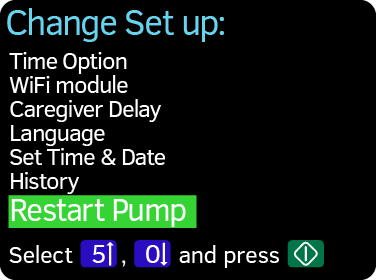 Change Set up:
Time Option
WiFi module
Caregiver Delay
Language
Set Time & Date
History
Restart Pump
Select 5↑, 0↓ and press